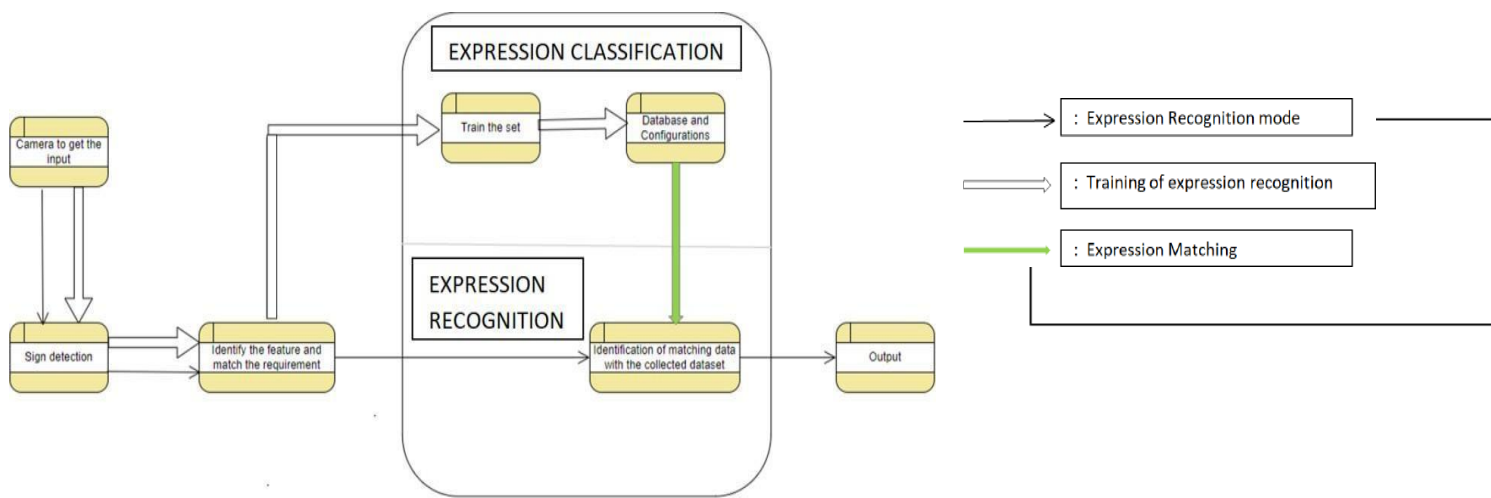 EXPRESSION CLASSIFICATION
Camera to get the
input
Train the set
Database and
Configurations
: Expression Recognition mode
: Training of expression recognition
: Expression Matching
EXPRESSION
RECOGNITION
Sign detection
Identify the feature and
match the requirement
Identification of matching data
with the collected dataset
Output